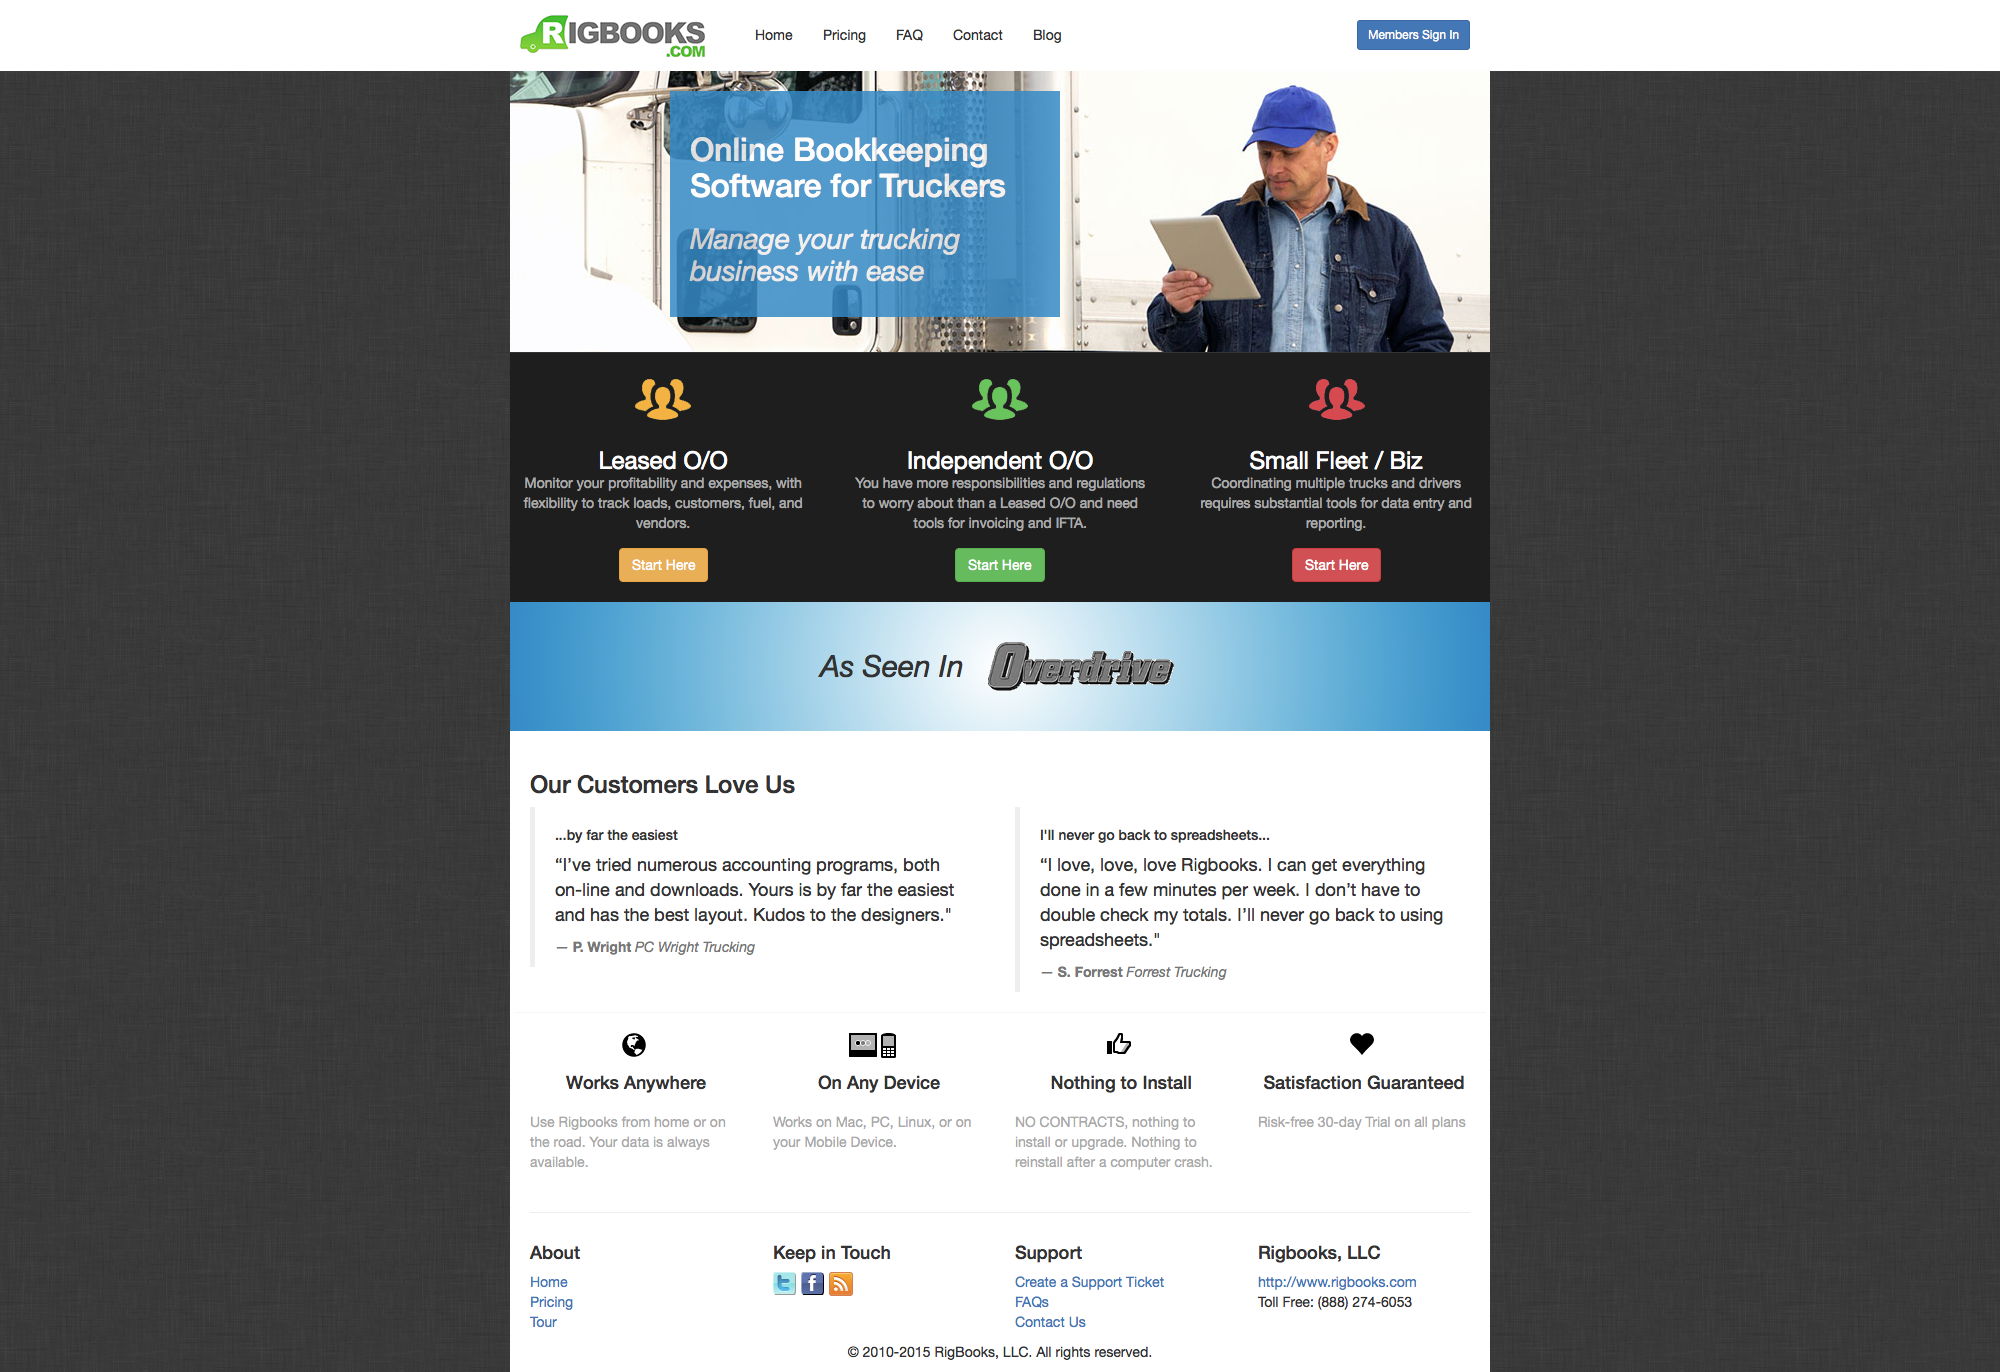 RIGBOOKS
.COM
Home Pricing FAQ Contact Blog
Members Sign In
Online Bookkeeping
Software for Truckers
Manage your trucking
business with ease
Leased O/O
Monitor your profitability and expenses, with
flexibility to track loads, customers, fuel, and
vendors.
Start Here
Independent O/O
You have more responsibilities and regulations
to worry about than a Leased O/O and need
tools for invoicing and IFTA.
Start Here
Small Fleet / Biz
Coordinating multiple trucks and drivers
requires substantial tools for data entry and
reporting.
Start Here
As Seen In Overdrive
Our Customers Love Us
...by far the easiest
“I’ve tried numerous accounting programs, both
on-line and downloads. Yours is by far the easiest
and has the best layout. Kudos to the designers."
— P. Wright PC Wright Trucking
I'll never go back to spreadsheets...
“I love, love, love Rigbooks. I can get everything
done in a few minutes per week. I don’t have to
double check my totals. I’ll never go back to using
spreadsheets."
— S. Forrest Forrest Trucking
Works Anywhere
Use Rigbooks from home or on
the road. Your data is always
available.
On Any Device
Works on Mac, PC, Linux, or on
your Mobile Device.
Nothing to Install
NO CONTRACTS, nothing to
install or upgrade. Nothing to
reinstall after a computer crash.
Satisfaction Guaranteed
Risk-free 30-day Trial on all plans
About
Home
Pricing
Tour
Keep in Touch
Support
Create a Support Ticket
FAQs
Contact Us
Rigbooks, LLC
http://www.rigbooks.com
Toll Free: (888) 274-6053
© 2010-2015 RigBooks, LLC. All rights reserved.